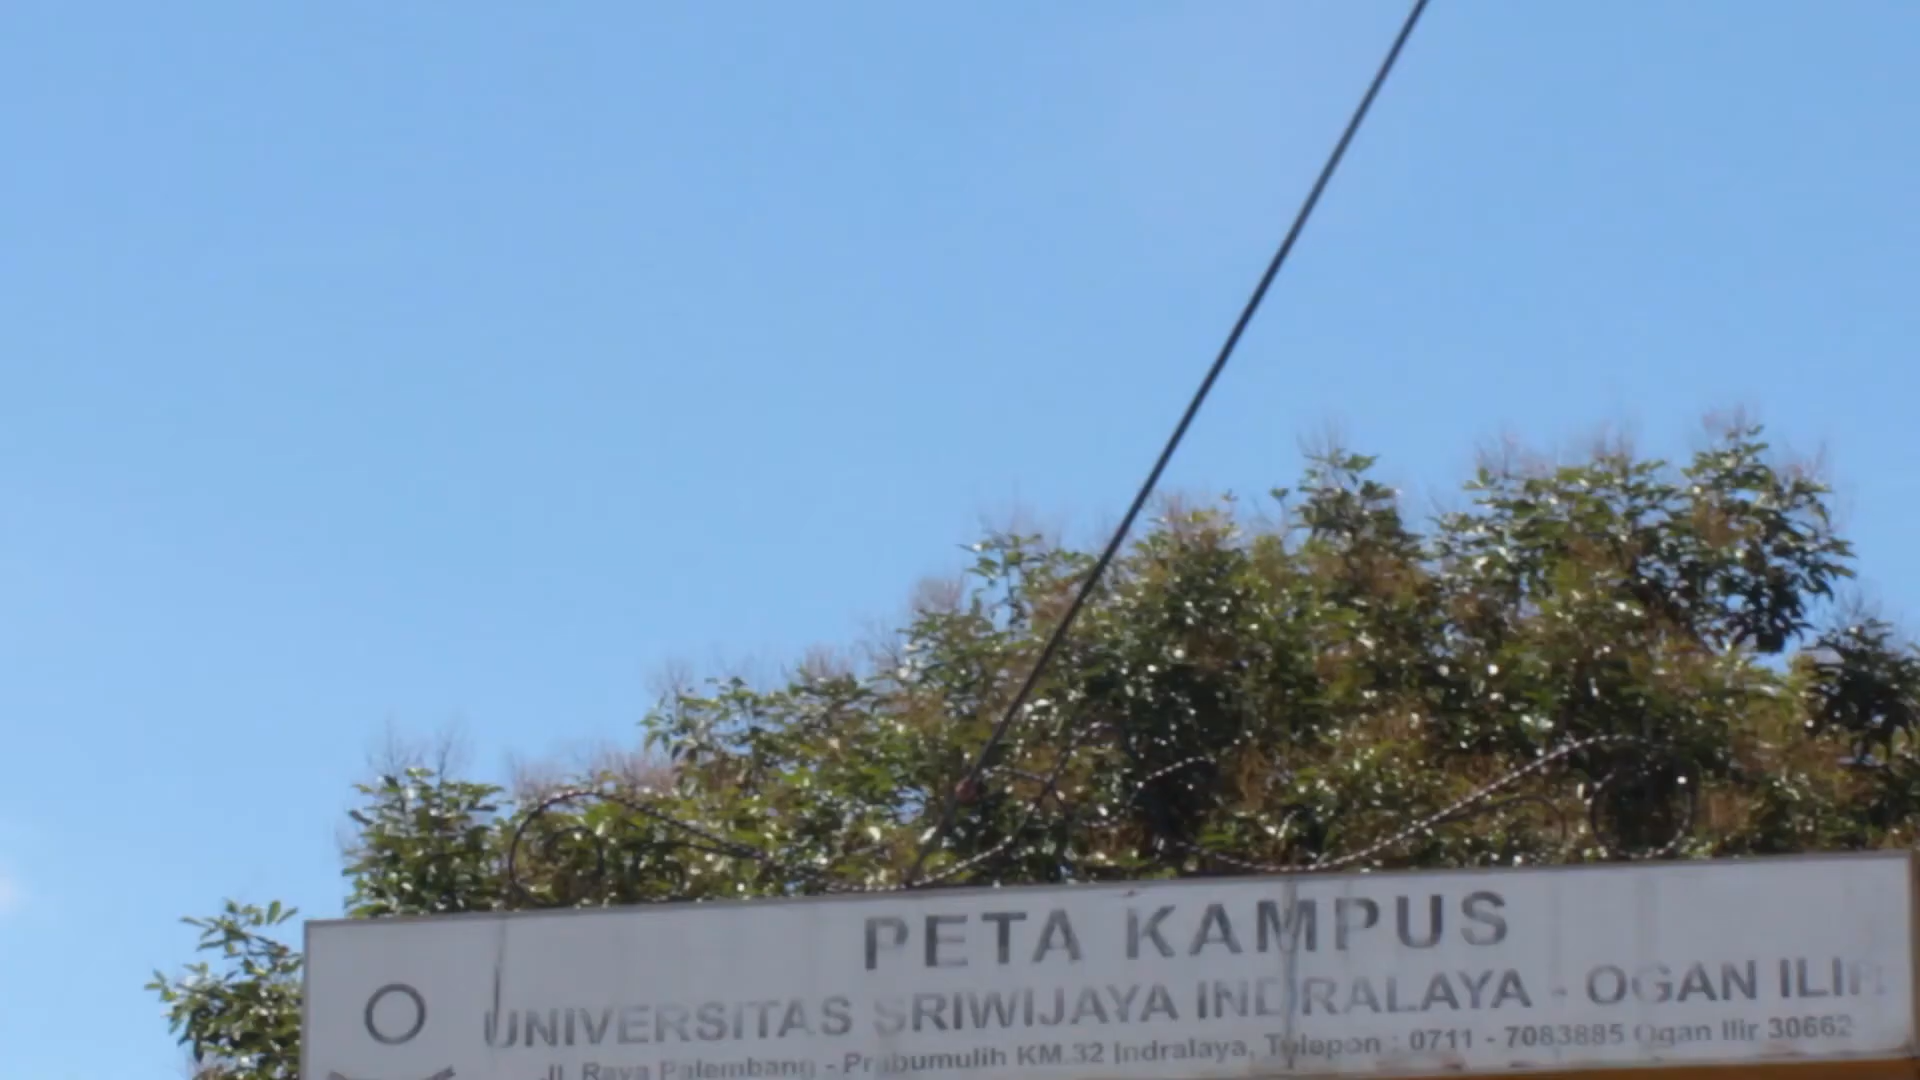 PETA KAMPUS
UNIVERSITAS SRIWIJAYA INDRALAYA - OGAN ILIR
Jl. Raya Palembang - Prabumulih KM.32 Indralaya, Telepon : 0711 - 7083885 Ogan Ilir 30662